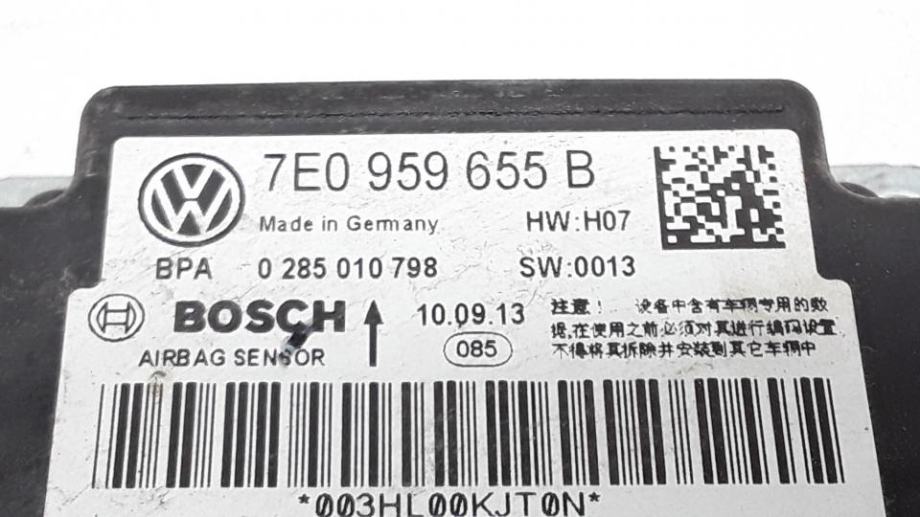 7E0 959 655 B
Made in Germany HW:H07
BPA 0 285 010 798 SW:0013
BOSCH 10.09.13
AIRBAG SENSOR 085
注意! 设备中含有车辆专用的数
据,在使用之前必须对其进行编码设置
不得将其拆除并安装到其它车辆中
*003HL00KJT0N*